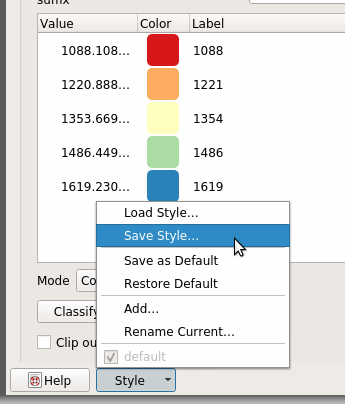 suffix
Value Color Label
1088.108... 1088
1220.888... 1221
1353.669... 1354
1486.449... 1486
1619.230... 1619
Load Style...
Save Style...
Save as Default
Mode Co
Restore Default
Add...
Classify
Rename Current...
Clip ou
default
Help Style